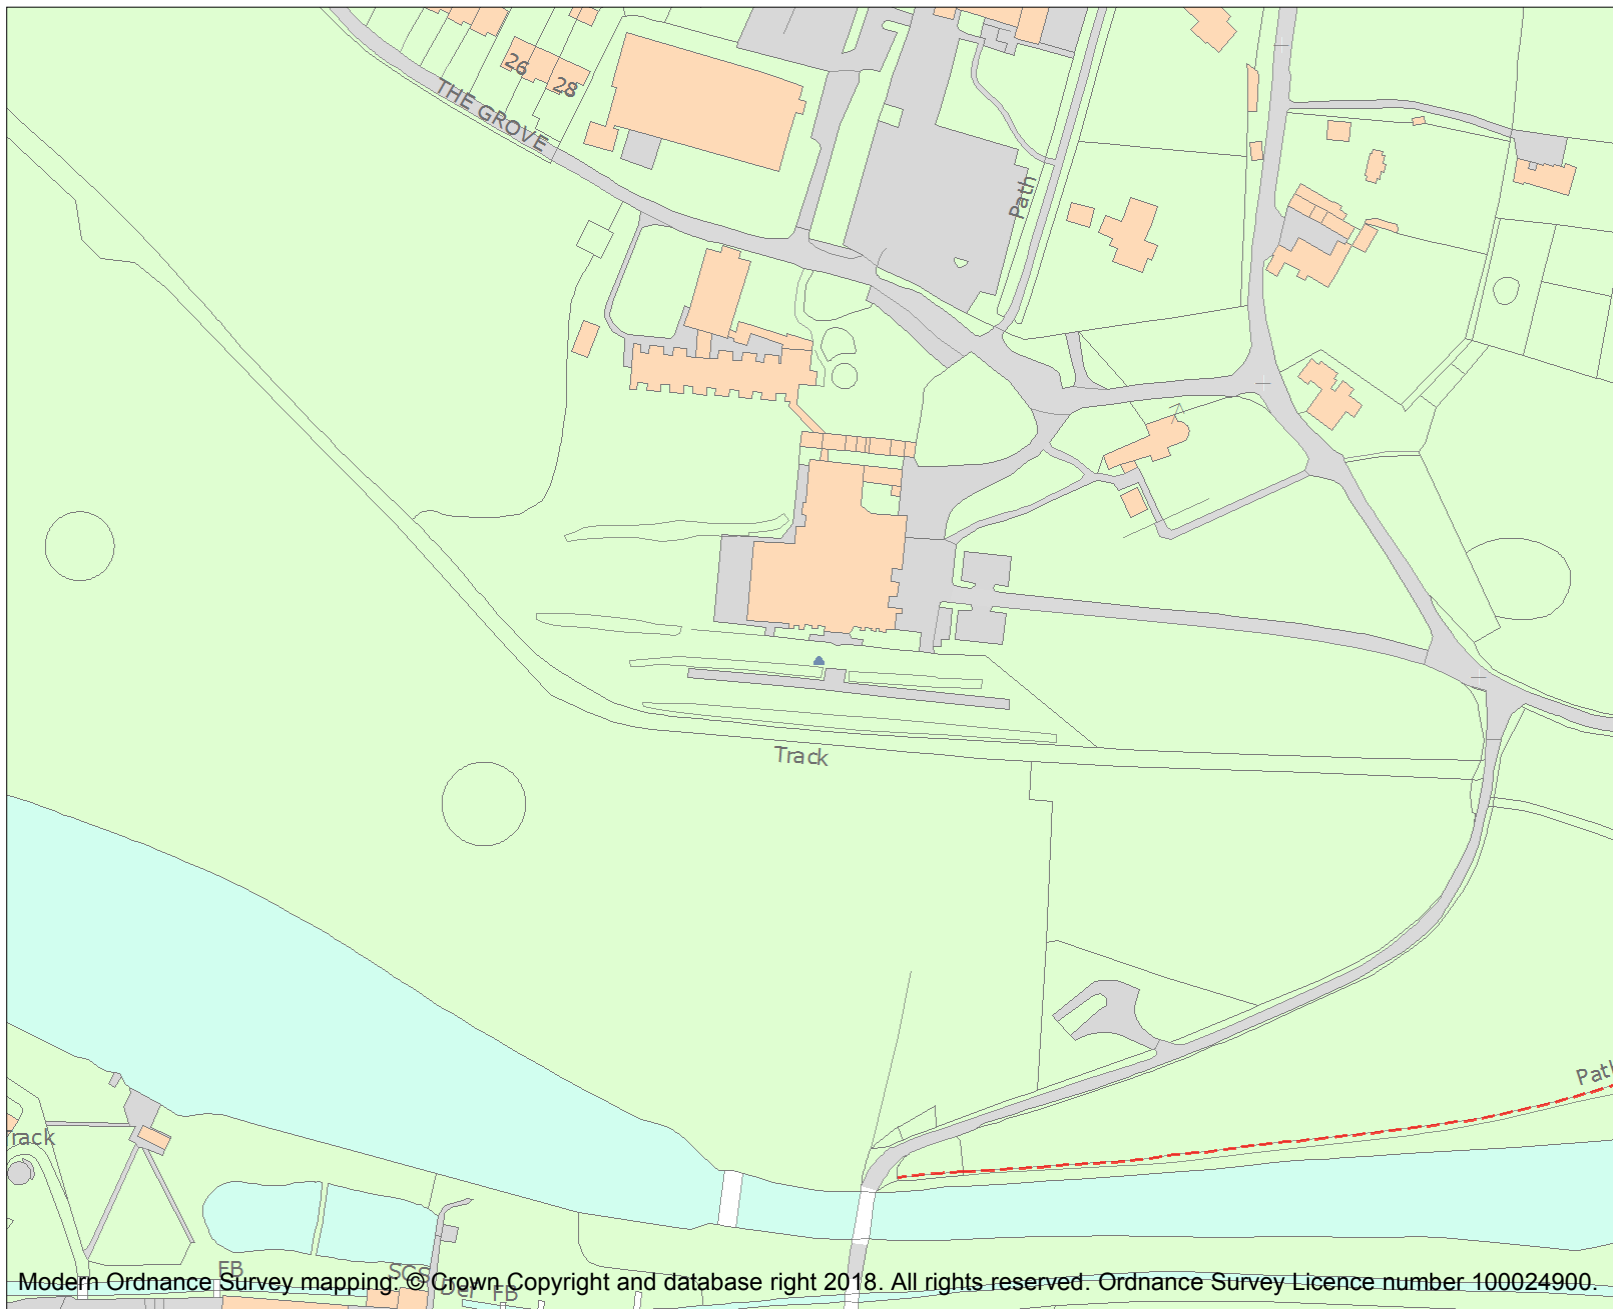 26
28
THE GROVE
Path
Track
Path
Track
FB
SCS
Der
FB
Modern Ordnance Survey mapping: © Crown Copyright and database right 2018. All rights reserved. Ordnance Survey Licence number 100024900.